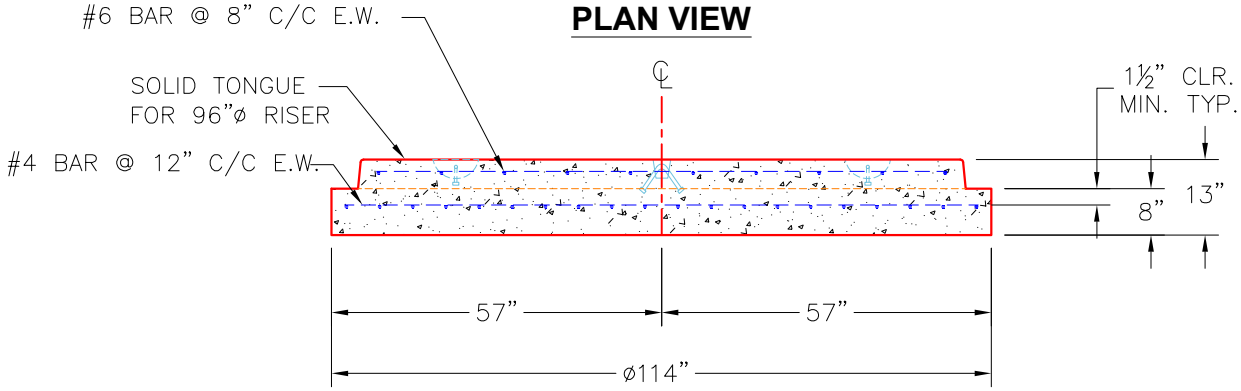 #6 BAR @ 8" C/C E.W.
PLAN VIEW
SOLID TONGUE
FOR 96"ø RISER
#4 BAR @ 12" C/C E.W.
℄
1½" CLR.
MIN. TYP.
8"
13"
57"
57"
ø114"